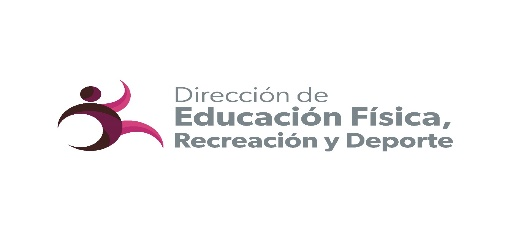 Dirección de
Educación Física,
Recreación y Deporte